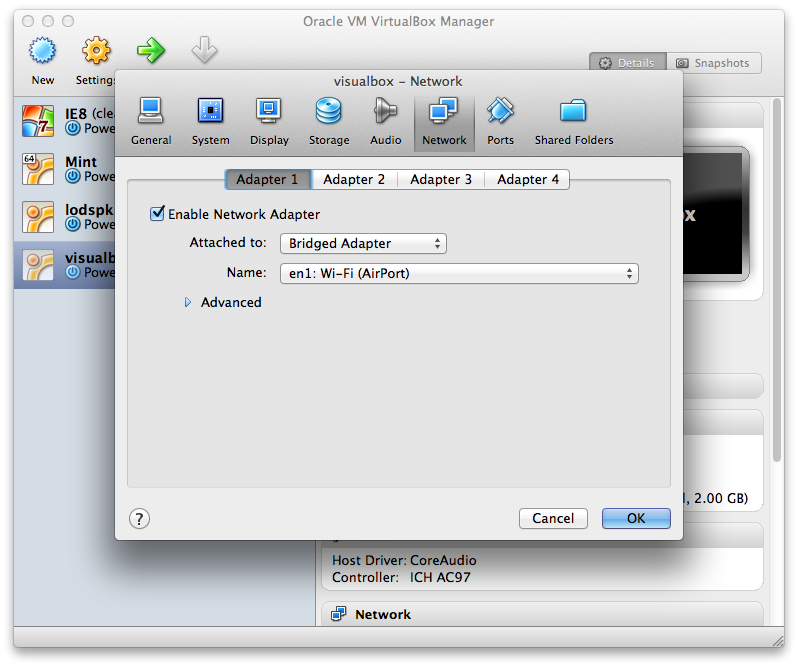 Oracle VM VirtualBox Manager
New
Settings
Details
Snapshots
visualbox – Network
General
System
Display
Storage
Audio
Network
Ports
Shared Folders
IE8 (clea
Powe
64
Mint
Powe
lodspk
Powe
visualb
Powe
Adapter 1
Adapter 2
Adapter 3
Adapter 4
Enable Network Adapter
Attached to: Bridged Adapter
Name: en1: Wi-Fi (AirPort)
Advanced
ox
, 2.00 GB)
?
Cancel
OK
Host Driver: CoreAudio
Controller: ICH AC97
Network